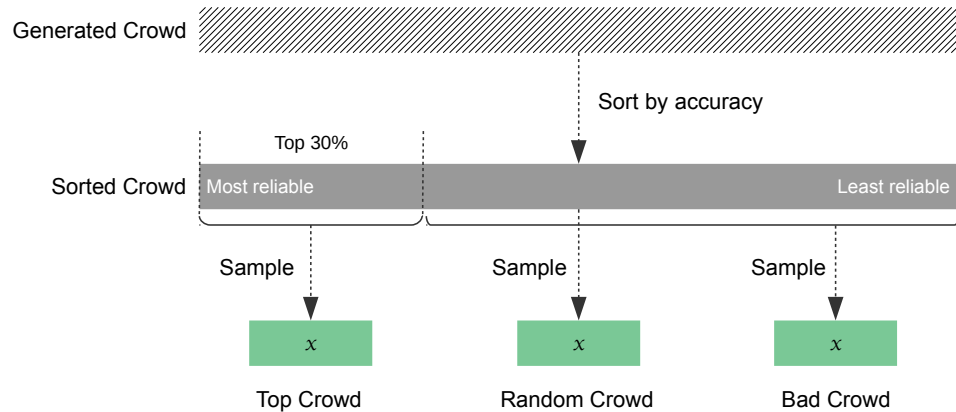 Generated Crowd
Sort by accuracy
Top 30%
Sorted Crowd
Most reliable
Least reliable
Sample
Sample
Sample
x
x
x
Top Crowd
Random Crowd
Bad Crowd